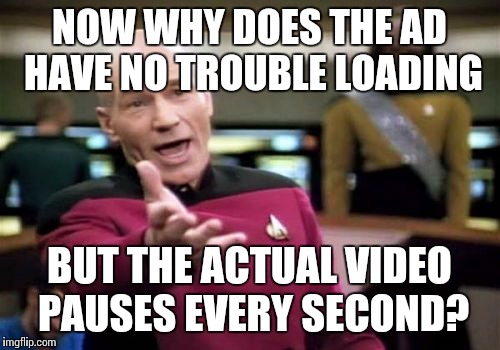 NOW WHY DOES THE AD
HAVE NO TROUBLE LOADING
BUT THE ACTUAL VIDEO
PAUSES EVERY SECOND?
imgflip.com